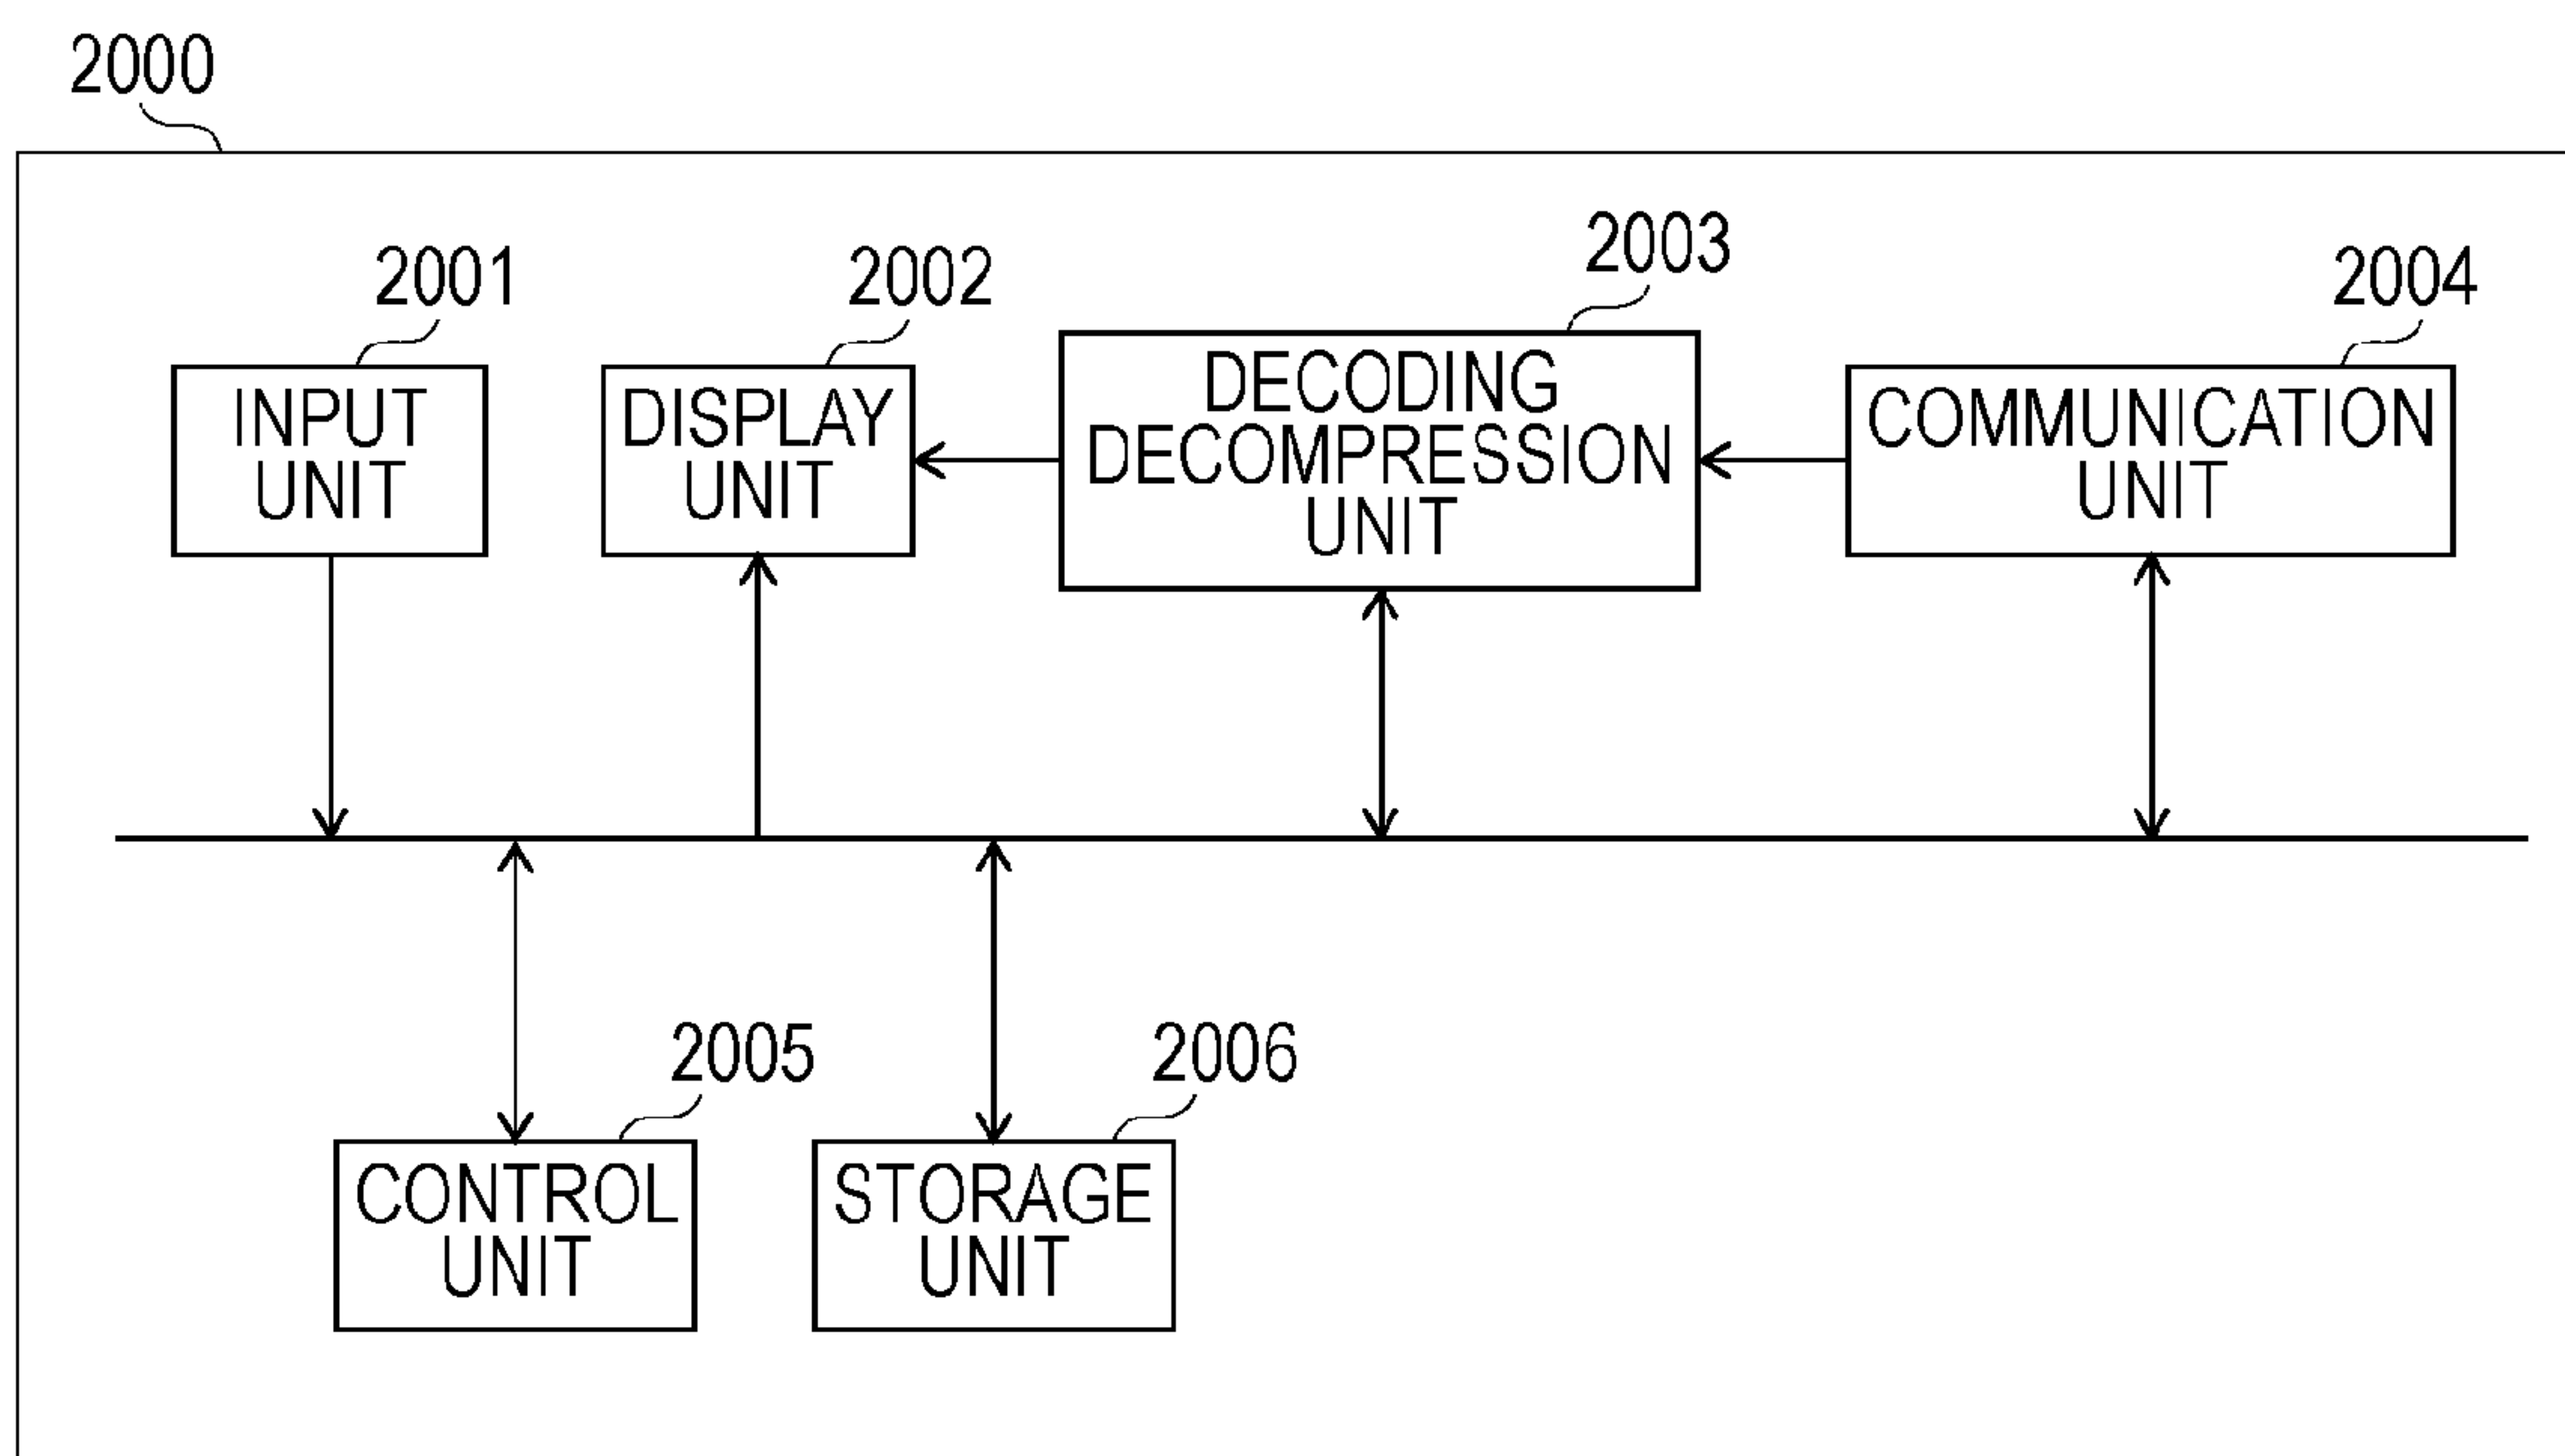 2000
2001
2002
2003
2004
INPUT
UNIT
DISPLAY
UNIT
DECODING
DECOMPRESSION
UNIT
COMMUNICATION
UNIT
2005
2006
CONTROL
UNIT
STORAGE
UNIT